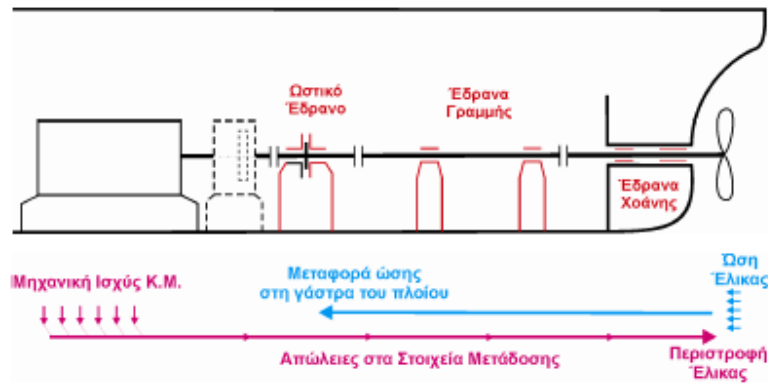 Ωστικό
Έδρανο
Έδρανα
Γραμμής
Έδρανα
Χοάνης
Μηχανική Ισχύς Κ.Μ.
Μεταφορά ώσης
στη γάστρα του πλοίου
Ώση
Έλικας
Απώλειες στα Στοιχεία Μετάδοσης
Περιστροφή
Έλικας